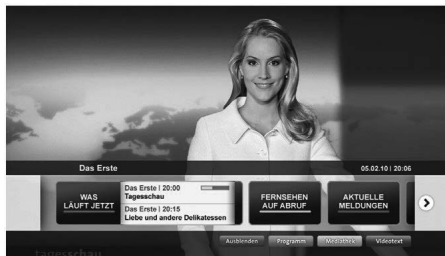 Das Erste
05.02.10 | 20:06
WAS
LÄUFT JETZT
Das Erste | 20:00
Tagesschau
Das Erste | 20:15
Liebe und andere Delikatessen
FERNSEHEN
AUF ABRUF
AKTUELLE
MELDUNGEN
Ausblenden
Programm
Mediathek
Videotext
tagesschau